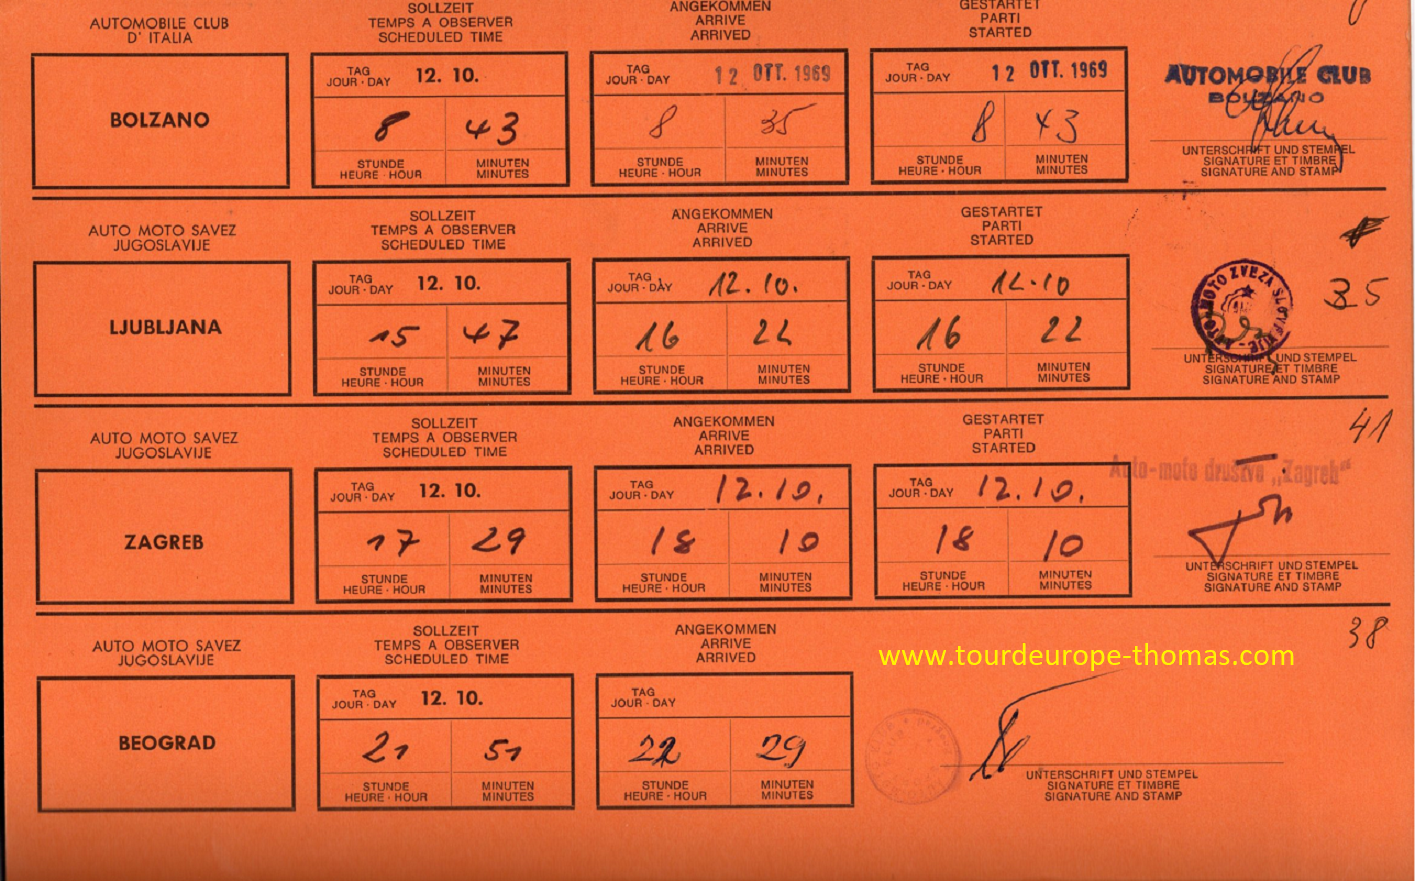 AUTOMOBILE CLUB
D' ITALIA
BOLZANO
SOLLZEIT
TEMPS A OBSERVER
SCHEDULED TIME
TAG
JOUR · DAY
12. 10.
8 43
STUNDE
HEURE · HOUR
MINUTEN
MINUTES
ANGEKOMMEN
ARRIVE
ARRIVED
TAG
JOUR · DAY
12 OTT. 1969
8 35
STUNDE
HEURE · HOUR
MINUTEN
MINUTES
GESTARTET
PARTI
STARTED
TAG
JOUR · DAY
12 OTT. 1969
8 43
STUNDE
HEURE · HOUR
MINUTEN
MINUTES
AUTOMOBILE CLUB
BOLZANO
UNTERSCHRIFT UND STEMPEL
SIGNATURE ET TIMBRE
SIGNATURE AND STAMP
AUTO MOTO SAVEZ
JUGOSLAVIJE
LJUBLJANA
SOLLZEIT
TEMPS A OBSERVER
SCHEDULED TIME
TAG
JOUR · DAY
12. 10.
15 47
STUNDE
HEURE · HOUR
MINUTEN
MINUTES
ANGEKOMMEN
ARRIVE
ARRIVED
TAG
JOUR · DAY
12. 10.
16 22
STUNDE
HEURE · HOUR
MINUTEN
MINUTES
GESTARTET
PARTI
STARTED
TAG
JOUR · DAY
12.10
16 22
STUNDE
HEURE · HOUR
MINUTEN
MINUTES
35
AUTO-MOTO ZVEZA SLOVENIJE
UNTERSCHRIFT UND STEMPEL
SIGNATURE ET TIMBRE
SIGNATURE AND STAMP
AUTO MOTO SAVEZ
JUGOSLAVIJE
ZAGREB
SOLLZEIT
TEMPS A OBSERVER
SCHEDULED TIME
TAG
JOUR · DAY
12. 10.
17 29
STUNDE
HEURE · HOUR
MINUTEN
MINUTES
ANGEKOMMEN
ARRIVE
ARRIVED
TAG
JOUR · DAY
12.10.
18 10
STUNDE
HEURE · HOUR
MINUTEN
MINUTES
GESTARTET
PARTI
STARTED
TAG
JOUR · DAY
12.10.
18 10
STUNDE
HEURE · HOUR
MINUTEN
MINUTES
41
Auto-moto društvo „Zagreb“
UNTERSCHRIFT UND STEMPEL
SIGNATURE ET TIMBRE
SIGNATURE AND STAMP
AUTO MOTO SAVEZ
JUGOSLAVIJE
BEOGRAD
SOLLZEIT
TEMPS A OBSERVER
SCHEDULED TIME
TAG
JOUR · DAY
12. 10.
21 51
STUNDE
HEURE · HOUR
MINUTEN
MINUTES
ANGEKOMMEN
ARRIVE
ARRIVED
TAG
JOUR · DAY
22 29
STUNDE
HEURE · HOUR
MINUTEN
MINUTES
38
www.tourdeurope-thomas.com
UNTERSCHRIFT UND STEMPEL
SIGNATURE ET TIMBRE
SIGNATURE AND STAMP